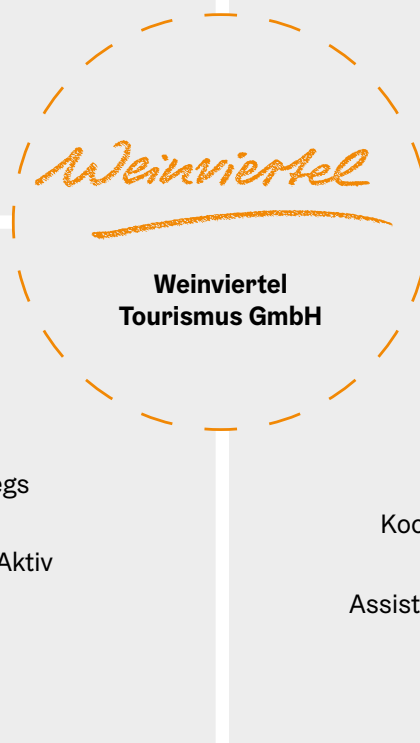 Weinviertel
Weinviertel
Tourismus GmbH
egs
Aktiv
Koo
Assist